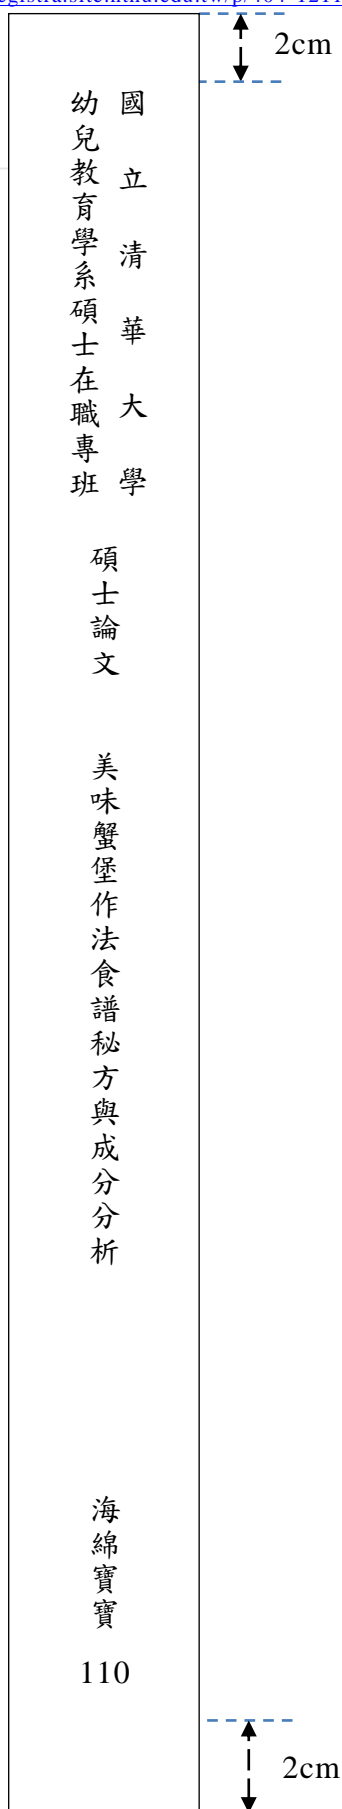 2cm
國立清華大學
幼兒教育學系碩士在職專班
碩士論文
美味蟹堡作法食譜秘方與成分分析
海綿寶寶
110
2cm